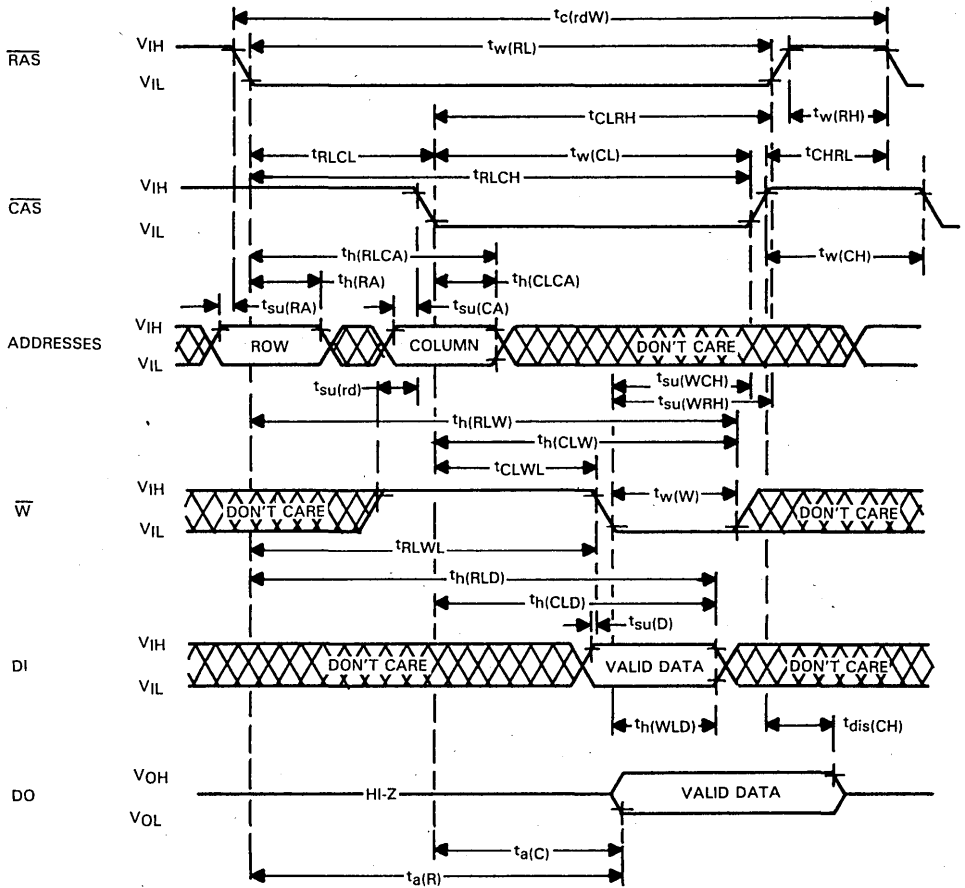 tc(rdW)
RAS
VIH
tw(RL)
VIL
tCLRH
tw(RH)
tRLCL
tw(CL)
tCHRL
tRLCH
CAS
VIH
VIL
th(RLCA)
tw(CH)
th(RA)
th(CLCA)
tsu(RA)
tsu(CA)
ADDRESSES
VIH
ROW
COLUMN
DON'T CARE
VIL
tsu(rd)
tsu(WCH)
tsu(WRH)
th(RLW)
th(CLW)
tCLWL
W
VIH
tw(W)
DON'T CARE
DON'T CARE
VIL
tRLWL
th(RLD)
th(CLD)
tsu(D)
DI
VIH
DON'T CARE
VALID DATA
DON'T CARE
VIL
th(WLD)
tdis(CH)
DO
VOH
HI-Z
VALID DATA
VOL
ta(C)
ta(R)